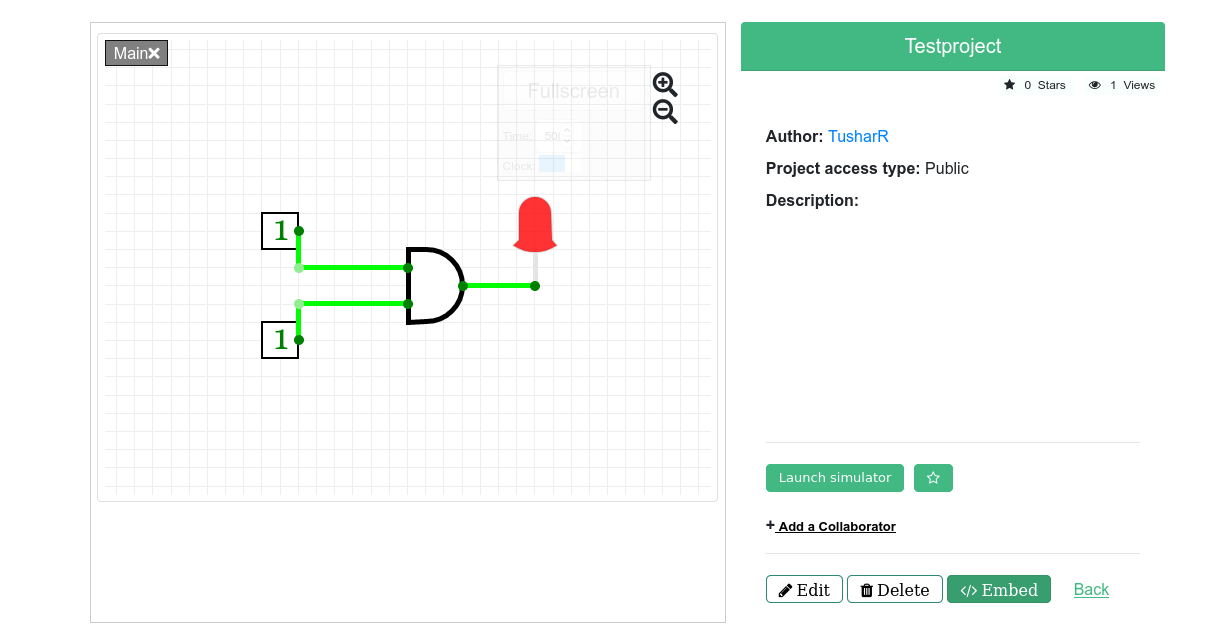 Main
Fullscreen
Time:
Clock:
1
1
Testproject
0 Stars 1 Views
Author: TusharR
Project access type: Public
Description:
Launch simulator
+ Add a Collaborator
Edit Delete </> Embed Back